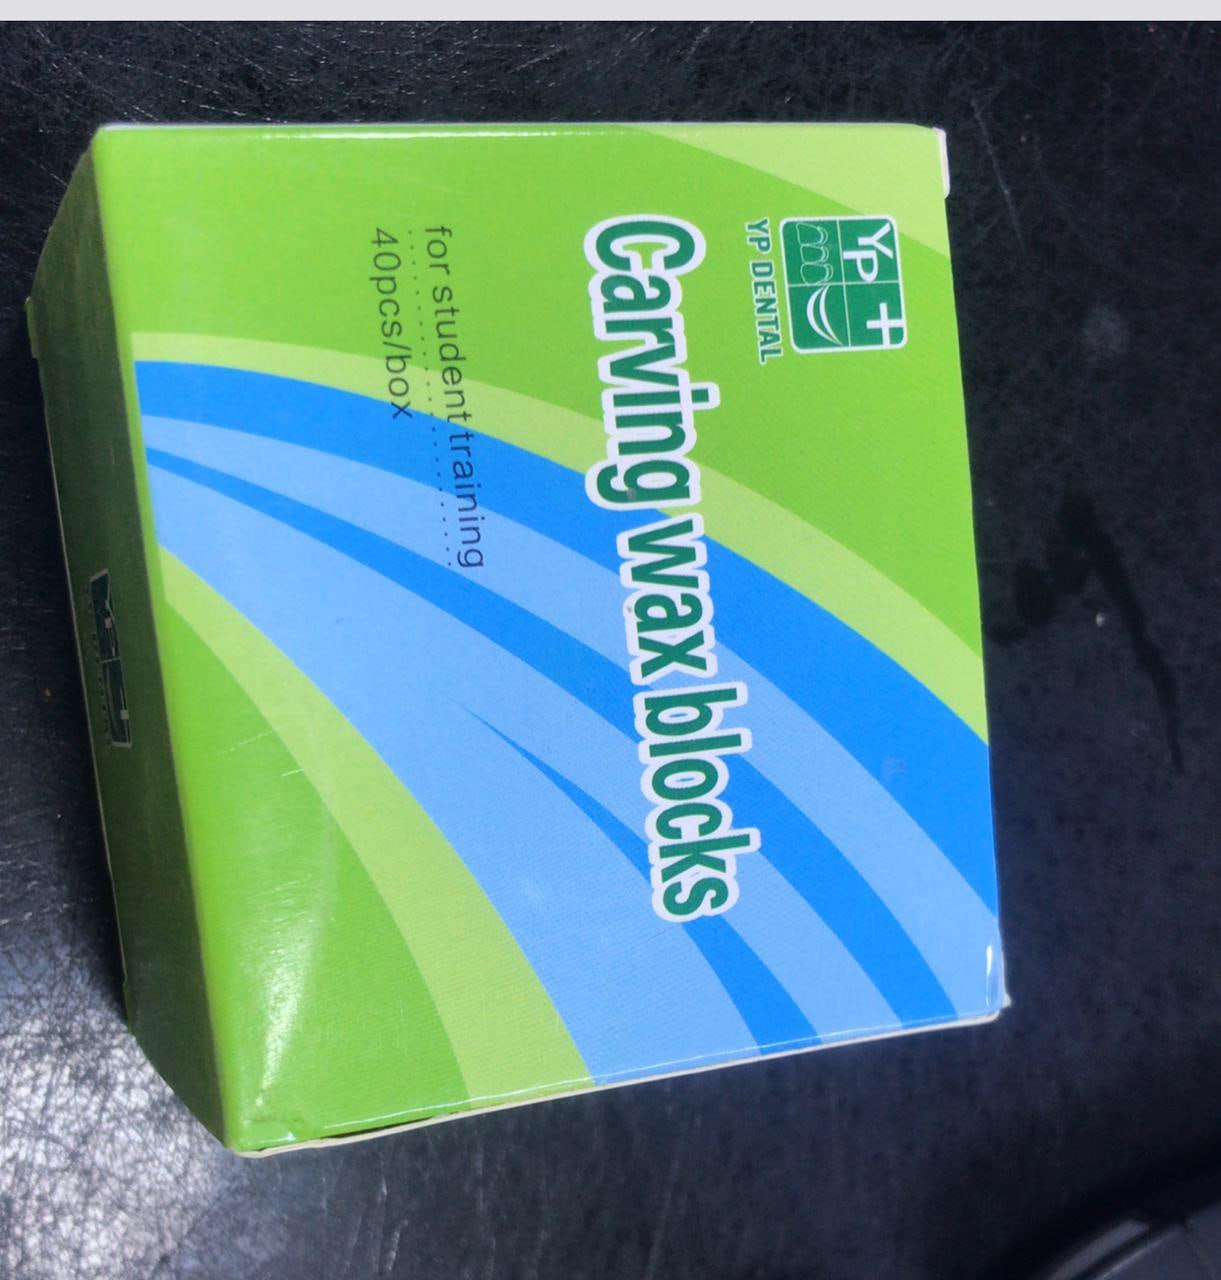 Yp
YP DENTAL
Carving wax blocks
for student training
40pcs/box